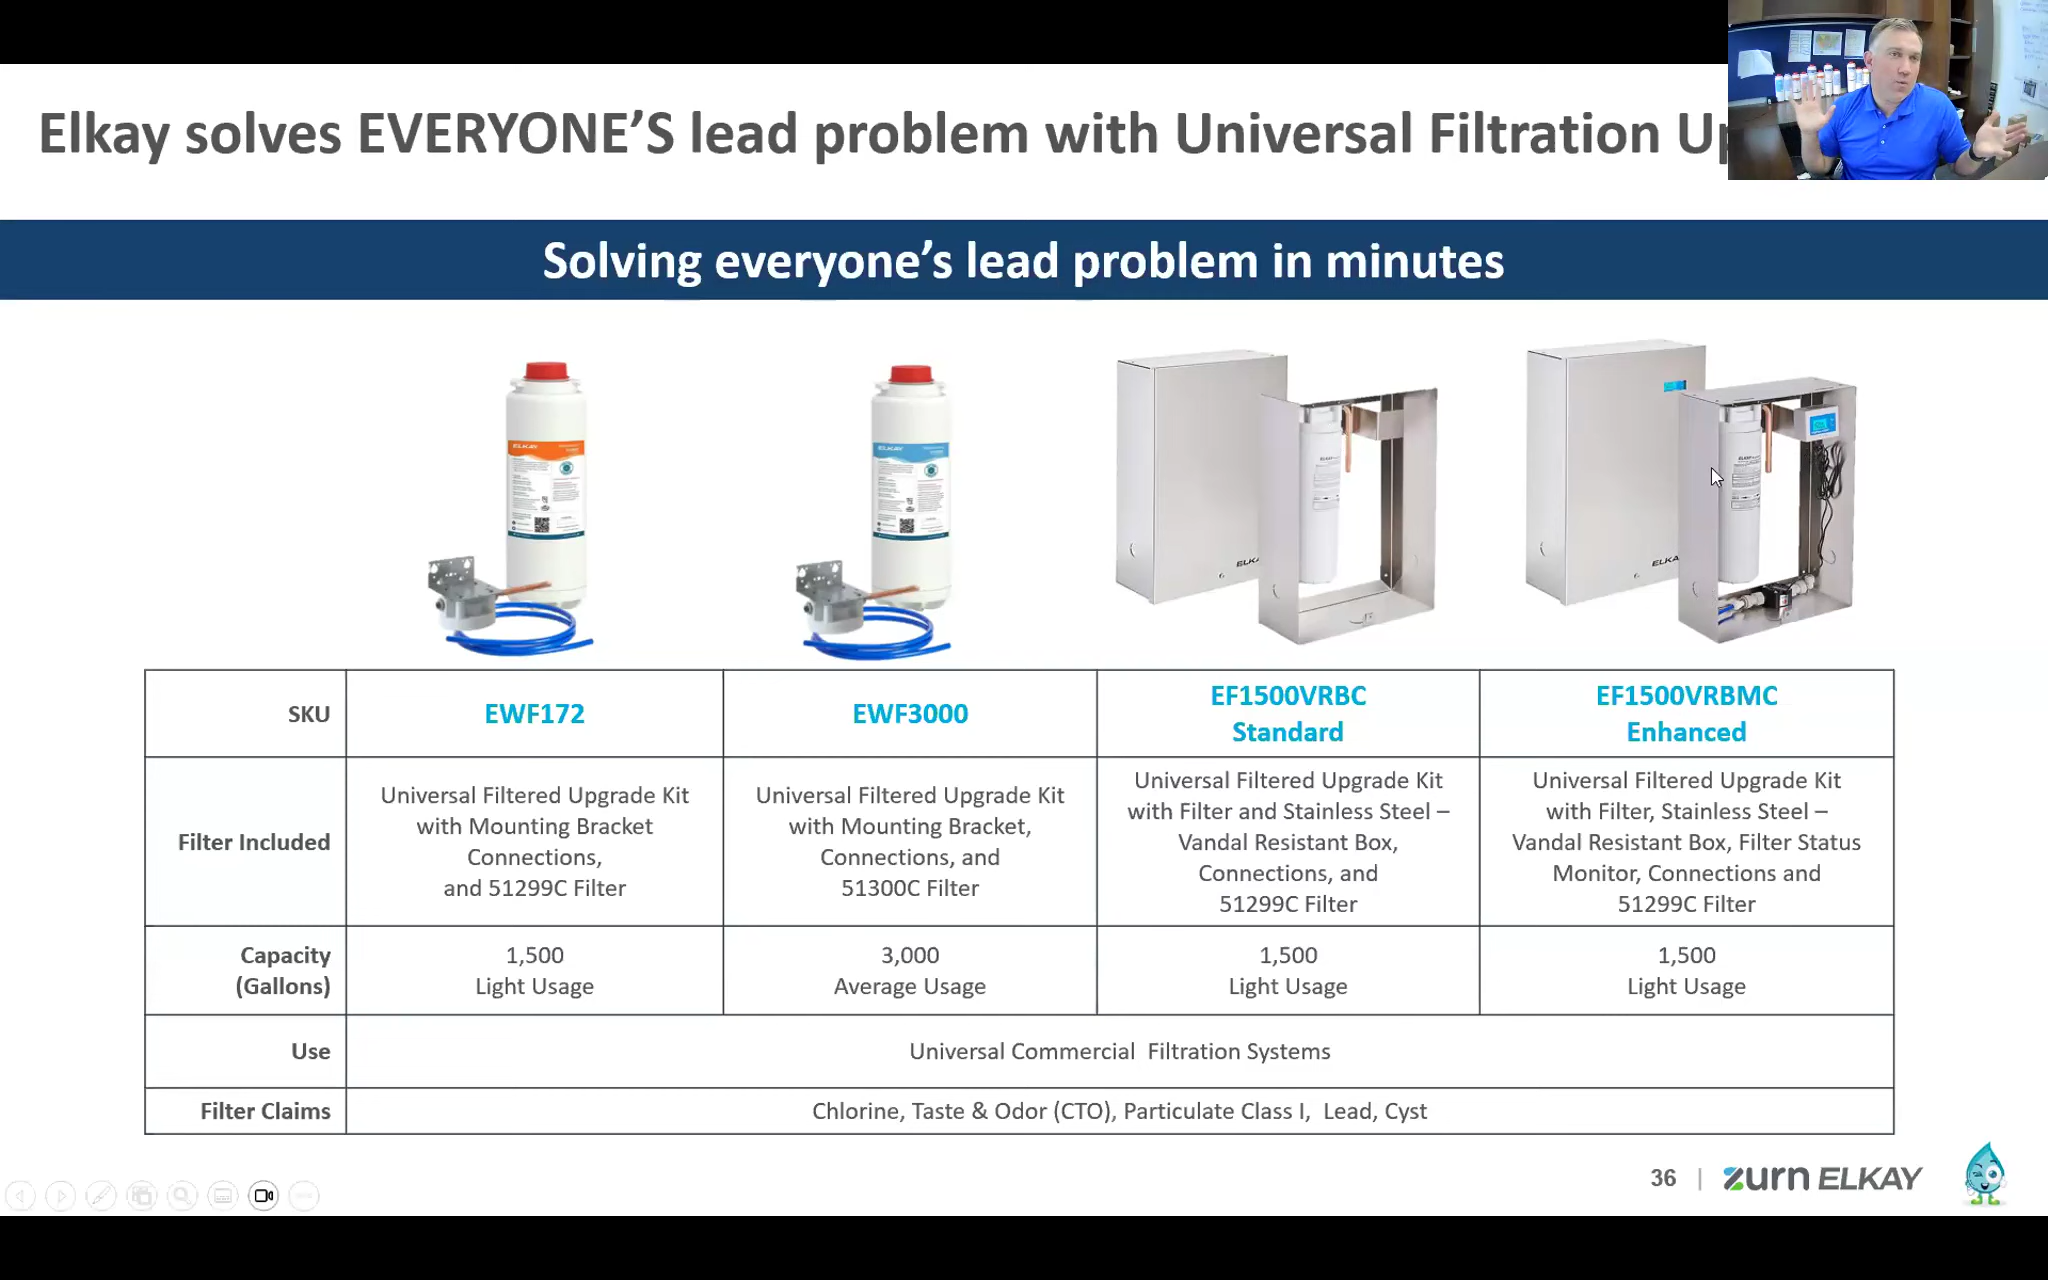 Elkay solves EVERYONE’S lead problem with Universal Filtration
Solving everyone’s lead problem in minutes
ELKAY
ELKAY
SKU
EWF172
EWF3000
EF1500VRBC
Standard
EF1500VRBMC
Enhanced
Filter Included
Universal Filtered Upgrade Kit
with Mounting Bracket
Connections,
and 51299C Filter
Universal Filtered Upgrade Kit
with Mounting Bracket,
Connections, and
51300C Filter
Universal Filtered Upgrade Kit
with Filter and Stainless Steel –
Vandal Resistant Box,
Connections, and
51299C Filter
Universal Filtered Upgrade Kit
with Filter, Stainless Steel –
Vandal Resistant Box, Filter Status
Monitor, Connections and
51299C Filter
Capacity
(Gallons)
1,500
Light Usage
3,000
Average Usage
1,500
Light Usage
1,500
Light Usage
Use
Universal Commercial Filtration Systems
Filter Claims
Chlorine, Taste & Odor (CTO), Particulate Class I, Lead, Cyst
36 | zurn ELKAY